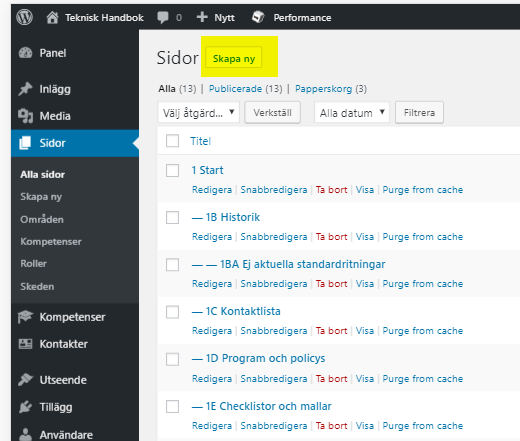 Teknisk Handbok 0 + Nytt Performance
Panel
Inlägg
Media
Sidor
Alla sidor
Skapa ny
Områden
Kompetenser
Roller
Skeden
Kompetenser
Kontakter
Utseende
Tillägg
Användare
Sidor Skapa ny
Alla (13) | Publicerade (13) | Papperskorg (3)
Välj åtgärd... Verkställ Alla datum Filtrera
Titel
1 Start
Redigera | Snabbredigera | Ta bort | Visa | Purge from cache
— 1B Historik
Redigera | Snabbredigera | Ta bort | Visa | Purge from cache
— — 1BA Ej aktuella standardritningar
Redigera | Snabbredigera | Ta bort | Visa | Purge from cache
— 1C Kontaktlista
Redigera | Snabbredigera | Ta bort | Visa | Purge from cache
— 1D Program och policys
Redigera | Snabbredigera | Ta bort | Visa | Purge from cache
— 1E Checklistor och mallar
Redigera | Snabbredigera | Ta bort | Visa | Purge from cache